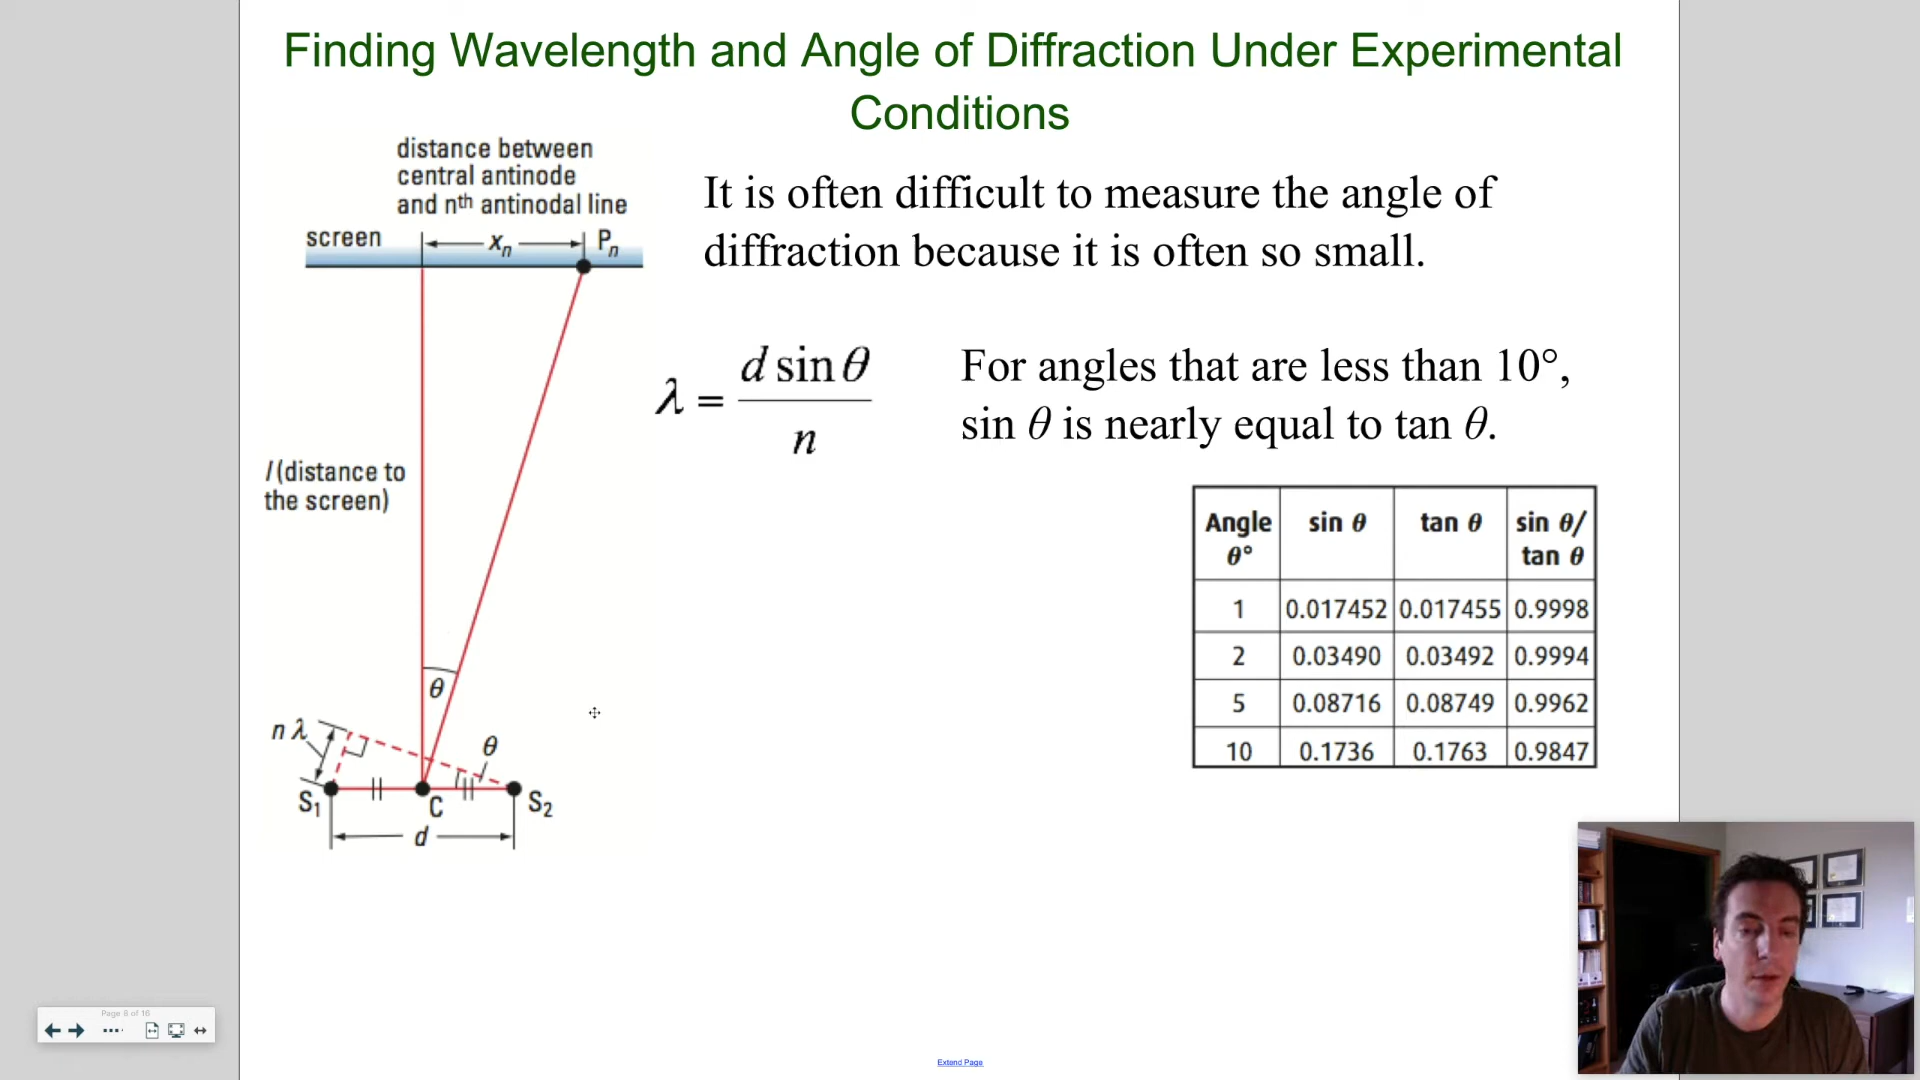 Finding Wavelength and Angle of Diffraction Under Experimental
Conditions
distance between
central antinode
and nth antinodal line
screen
xn
Pn
It is often difficult to measure the angle of
diffraction because it is often so small.
λ = d sin θ / n
For angles that are less than 10°,
sin θ is nearly equal to tan θ.
l (distance to
the screen)
Angle θ° sin θ tan θ sin θ/ tan θ
1 0.017452 0.017455 0.9998
2 0.03490 0.03492 0.9994
5 0.08716 0.08749 0.9962
10 0.1736 0.1763 0.9847
θ
n λ
θ
S1
C
S2
d
Page 8 of 16
Extend Page